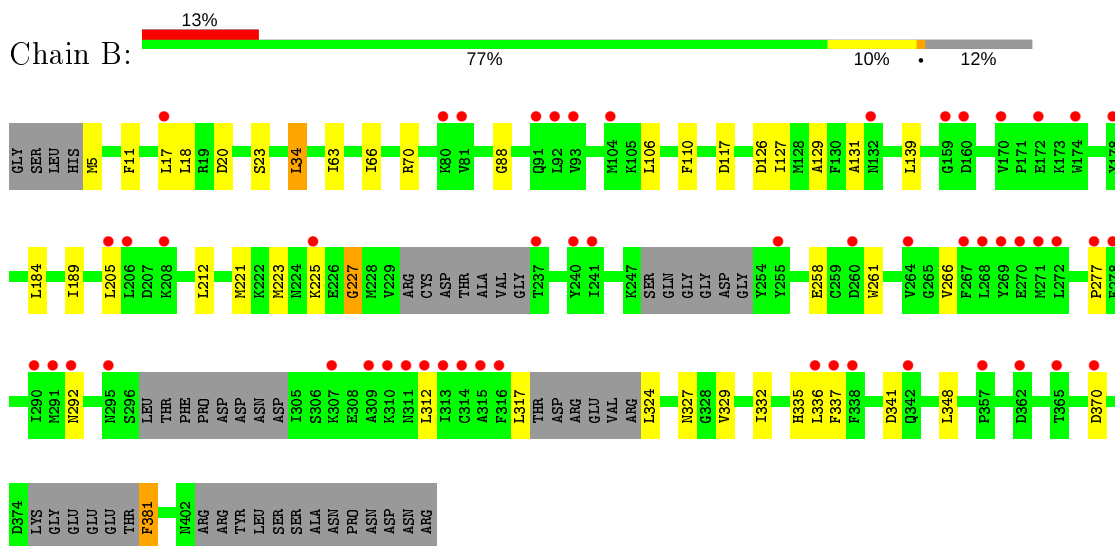 13%
Chain B:
77% 10% • 12%
GLY SER LEU HIS M5 F11 L17 L18 R19 D20 S23 L34 I63 I66 R70 K80 V81 G88 Q91 L92 V93 M104 K105 L106 F110 D117 D126 I127 M128 A129 F130 A131 N132 L139 G159 D160 V170 P171 E172 K173 W174 Y178
L184 I189 L205 L206 D207 K208 L212 M221 K222 M223 N224 K225 E226 G227 M228 V229 ARG CYS ASP THR ALA VAL GLY T237 Y240 I241 K247 SER GLN GLY GLY ASP GLY Y254 Y255 E258 C259 D260 W261 V264 G265 V266 F267 L268 Y269 E270 M271 L272 P277 F278
I290 M291 N292 N295 S296 LEU THR PHE PRO ASP ASP ASN ASP I305 S306 K307 E308 A309 K310 N311 L312 I313 C314 A315 F316 L317 THR ASP ARG GLU VAL ARG L324 N327 G328 V329 I332 H335 L336 F337 F338 D341 Q342 L348 P357 D362 T365 D370
D374 LYS GLY GLU GLU GLU THR F381 N402 ARG ARG TYR LEU SER SER ALA ASN PRO ASN ASP ASN ARG